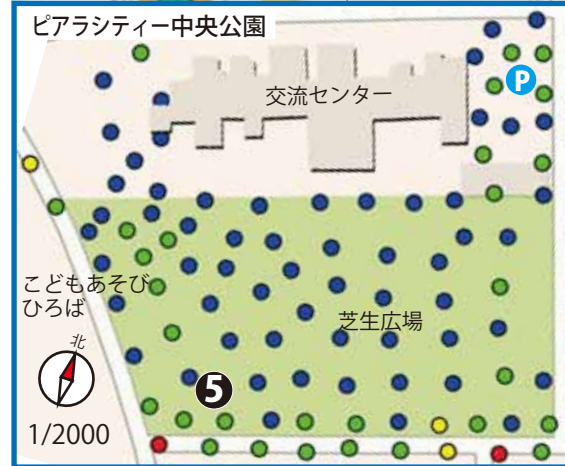 ピアラシティー中央公園
P
交流センター
こどもあそび
ひろば
芝生広場
北
5
1/2000